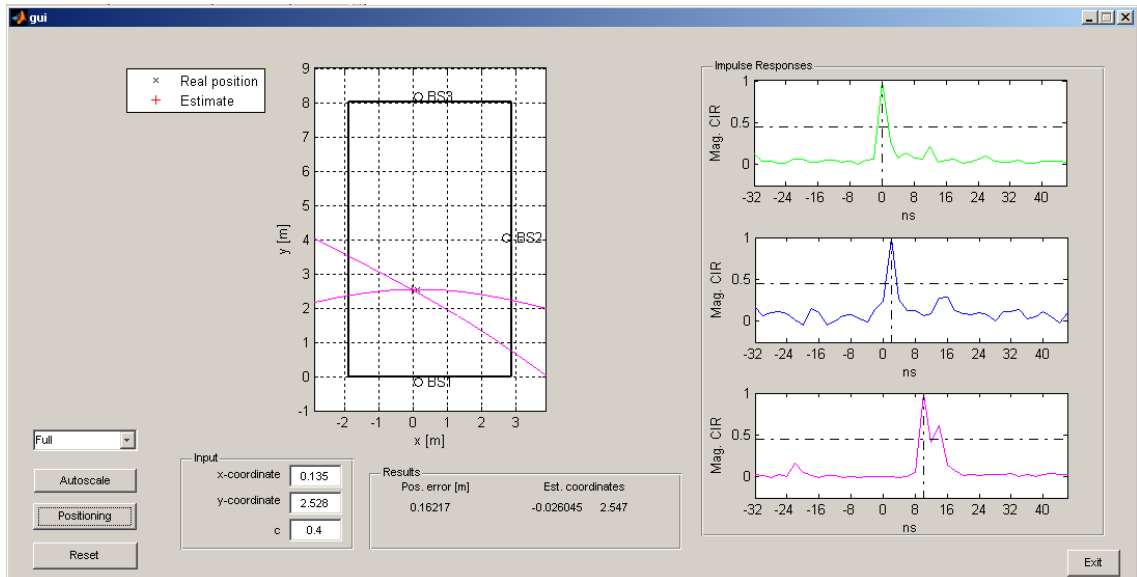 gui
Real position
Estimate
9
8
7
6
5
4
3
2
1
0
-1
y [m]
BS3
BS2
BS1
-2 -1 0 1 2 3
x [m]
Full
Autoscale
Positioning
Reset
Input
x-coordinate 0.135
y-coordinate 2.528
c 0.4
Results
Pos. error [m] Est. coordinates
0.16217 -0.026045 2.547
Impulse Responses
Mag. CIR
1
0.5
0
-32 -24 -16 -8 0 8 16 24 32 40
ns
Mag. CIR
1
0.5
0
-32 -24 -16 -8 0 8 16 24 32 40
ns
Mag. CIR
1
0.5
0
-32 -24 -16 -8 0 8 16 24 32 40
ns
Exit